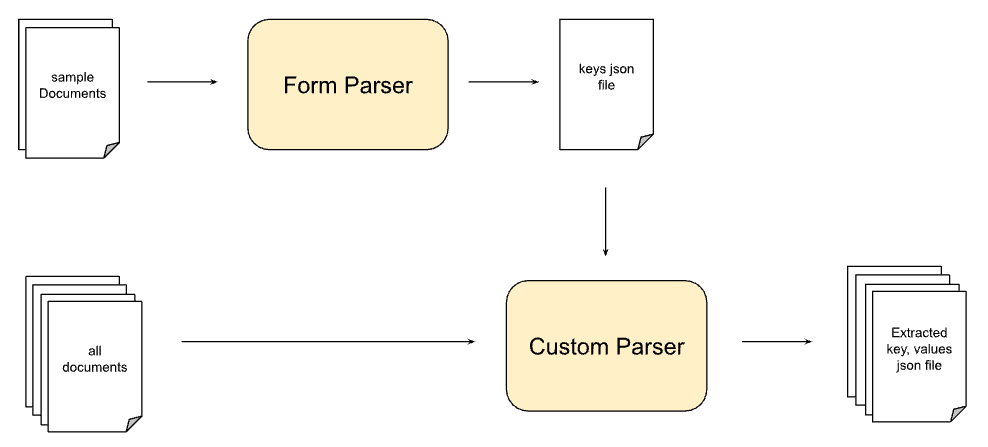 sample
Documents
Form Parser
keys json
file
all
documents
Custom Parser
Extracted
key, values
json file